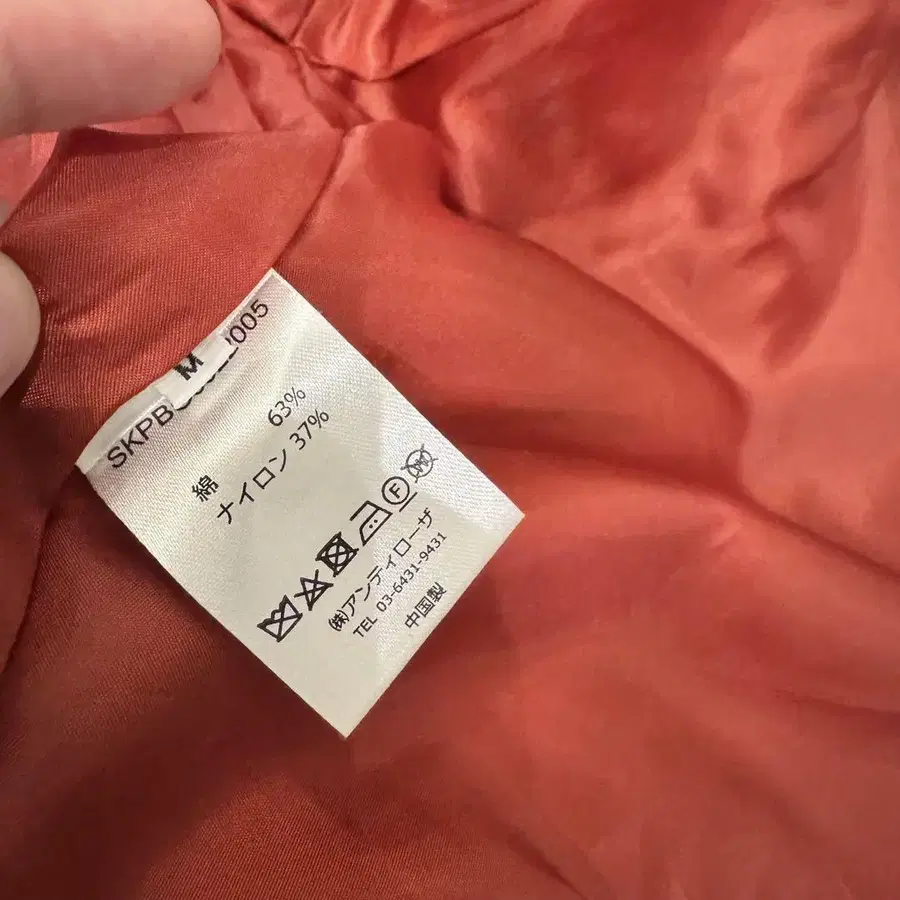 M
SKPB
005
綿 63%
ナイロン 37%
F
W
(株)アンディローザ
TEL 03-6431-9431
中国製